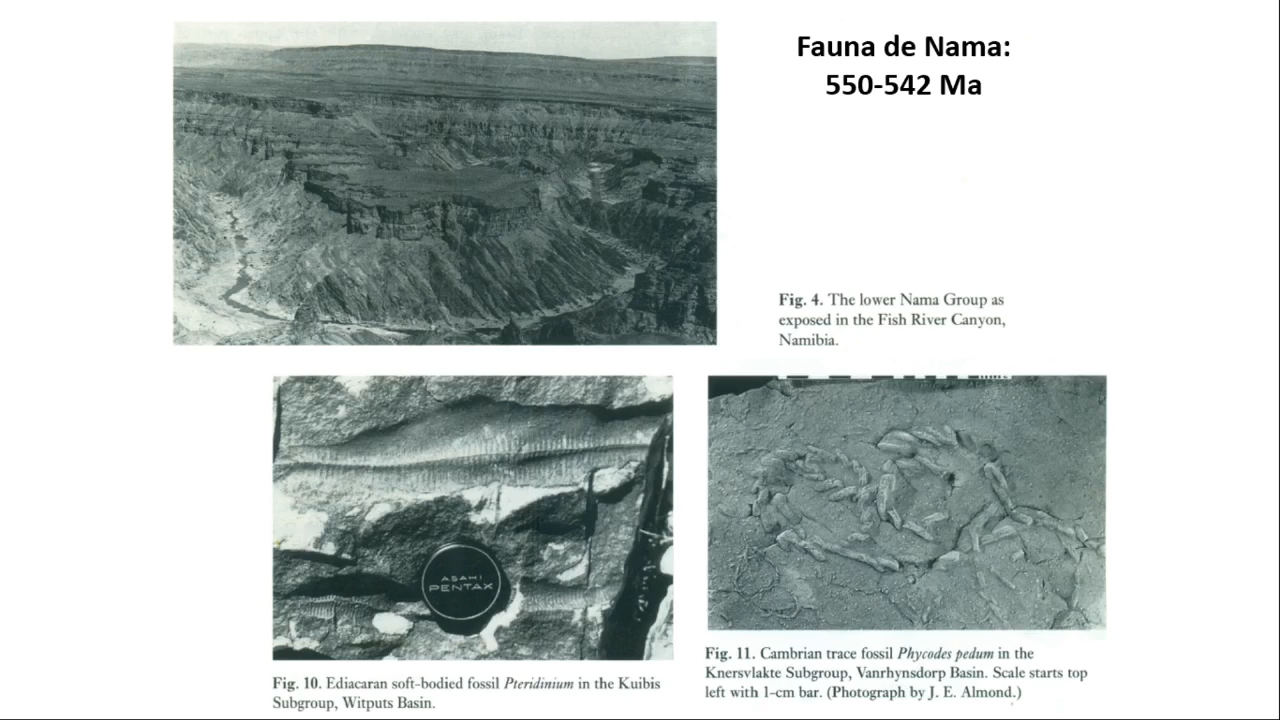 Fauna de Nama:
550-542 Ma
Fig. 4. The lower Nama Group as
exposed in the Fish River Canyon,
Namibia.
ASAHI
PENTAX
Fig. 10. Ediacaran soft-bodied fossil Pteridinium in the Kuibis
Subgroup, Witputs Basin.
Fig. 11. Cambrian trace fossil Phycodes pedum in the
Knersvlakte Subgroup, Vanrhynsdorp Basin. Scale starts top
left with 1-cm bar. (Photograph by J. E. Almond.)